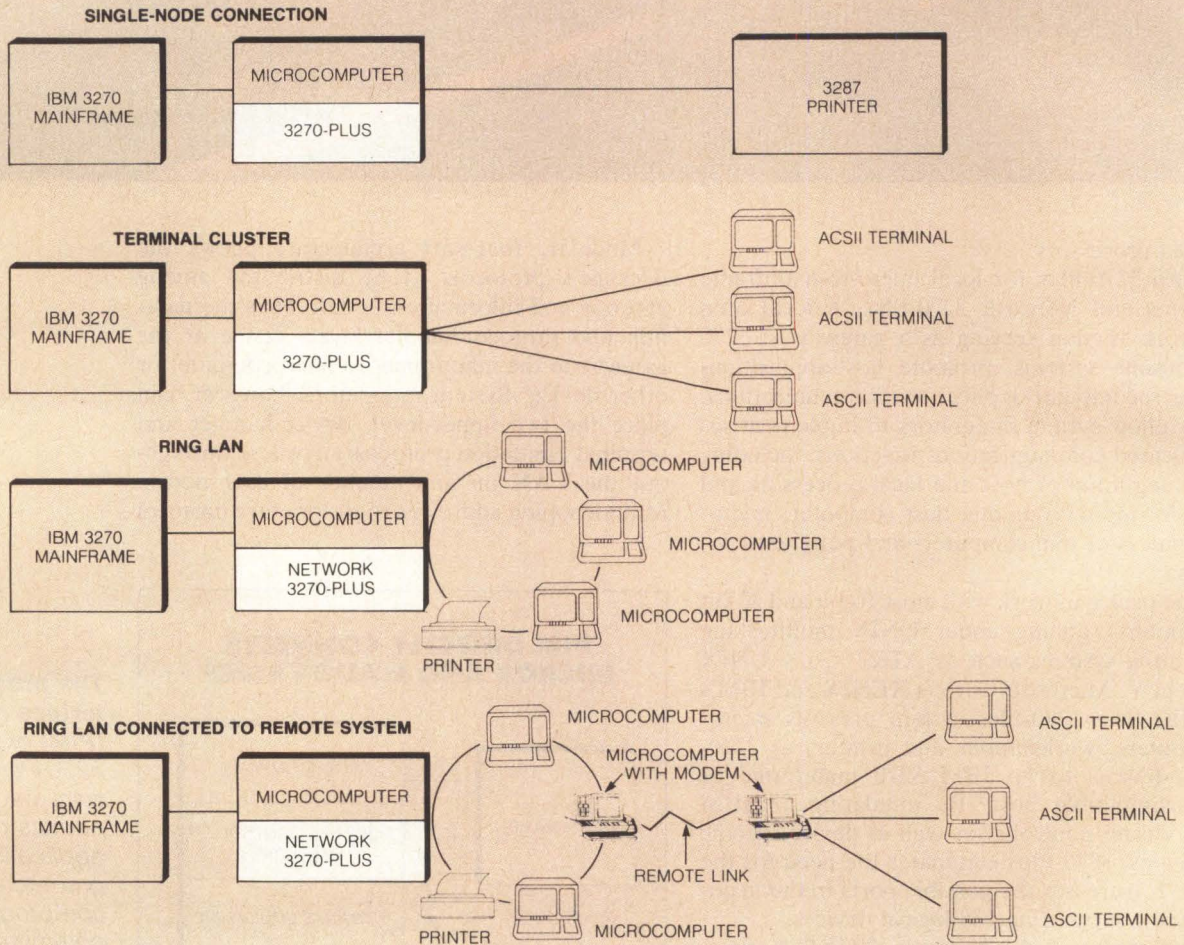 SINGLE-NODE CONNECTION
IBM 3270
MAINFRAME
MICROCOMPUTER
3270-PLUS
3287
PRINTER
TERMINAL CLUSTER
IBM 3270
MAINFRAME
MICROCOMPUTER
3270-PLUS
ACSII TERMINAL
ACSII TERMINAL
ASCII TERMINAL
RING LAN
IBM 3270
MAINFRAME
MICROCOMPUTER
NETWORK
3270-PLUS
MICROCOMPUTER
MICROCOMPUTER
MICROCOMPUTER
PRINTER
RING LAN CONNECTED TO REMOTE SYSTEM
IBM 3270
MAINFRAME
MICROCOMPUTER
NETWORK
3270-PLUS
MICROCOMPUTER
MICROCOMPUTER
WITH MODEM
REMOTE LINK
PRINTER
MICROCOMPUTER
ASCII TERMINAL
ASCII TERMINAL
ASCII TERMINAL